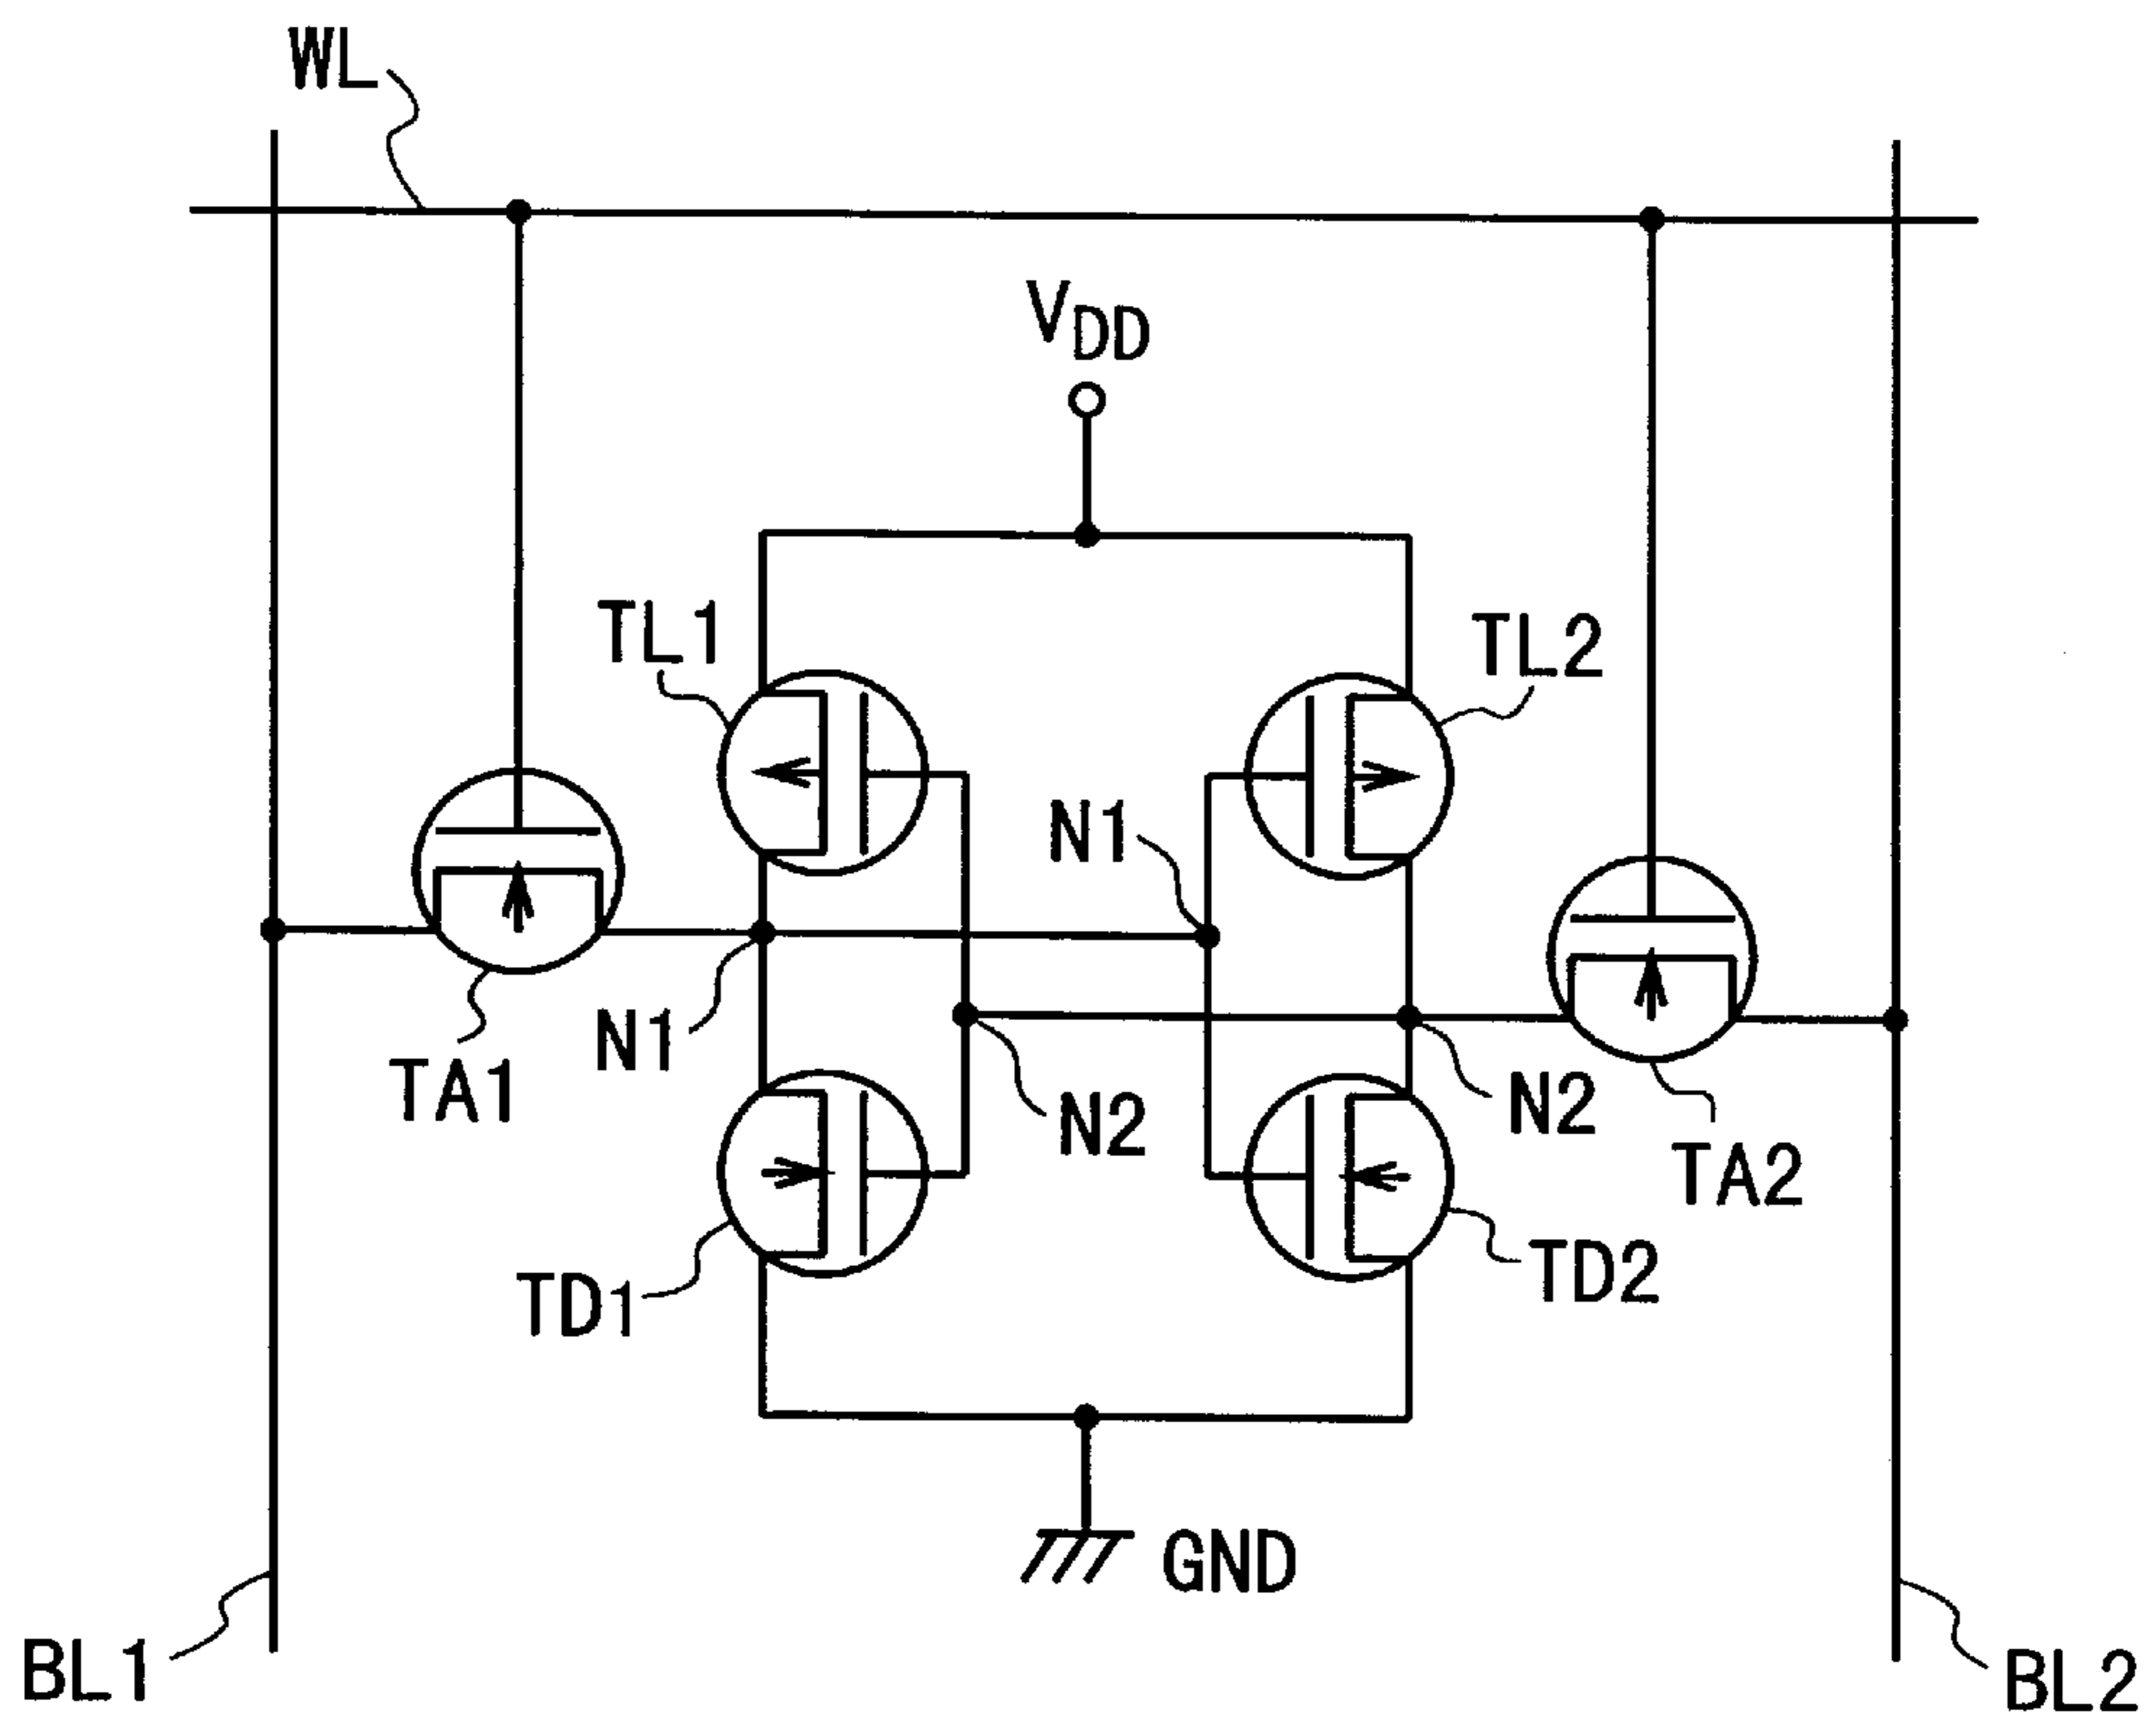 WL
VDD
TL1
TL2
N1
TA1
N1
N2
N2
TA2
TD1
TD2
GND
BL1
BL2